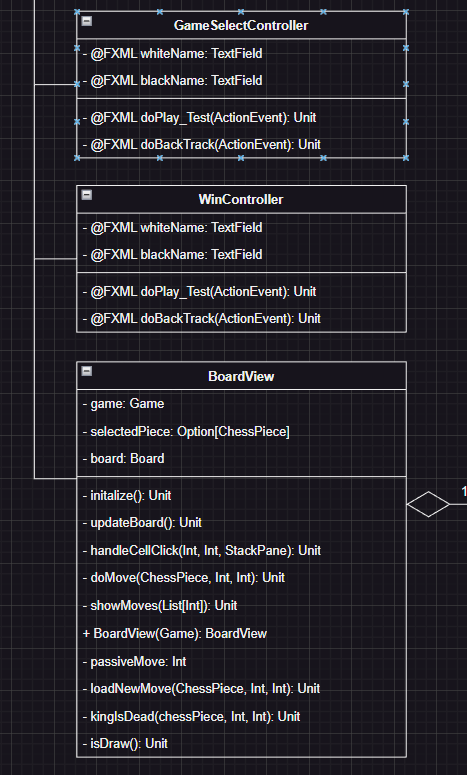 GameSelectController
- @FXML whiteName: TextField
- @FXML blackName: TextField
- @FXML doPlay_Test(ActionEvent): Unit
- @FXML doBackTrack(ActionEvent): Unit
WinController
- @FXML whiteName: TextField
- @FXML blackName: TextField
- @FXML doPlay_Test(ActionEvent): Unit
- @FXML doBackTrack(ActionEvent): Unit
BoardView
- game: Game
- selectedPiece: Option[ChessPiece]
- board: Board
- initalize(): Unit
- updateBoard(): Unit
- handleCellClick(Int, Int, StackPane): Unit
1
- doMove(ChessPiece, Int, Int): Unit
- showMoves(List[Int]): Unit
+ BoardView(Game): BoardView
- passiveMove: Int
- loadNewMove(ChessPiece, Int, Int): Unit
- kingIsDead(chessPiece, Int, Int): Unit
- isDraw(): Unit